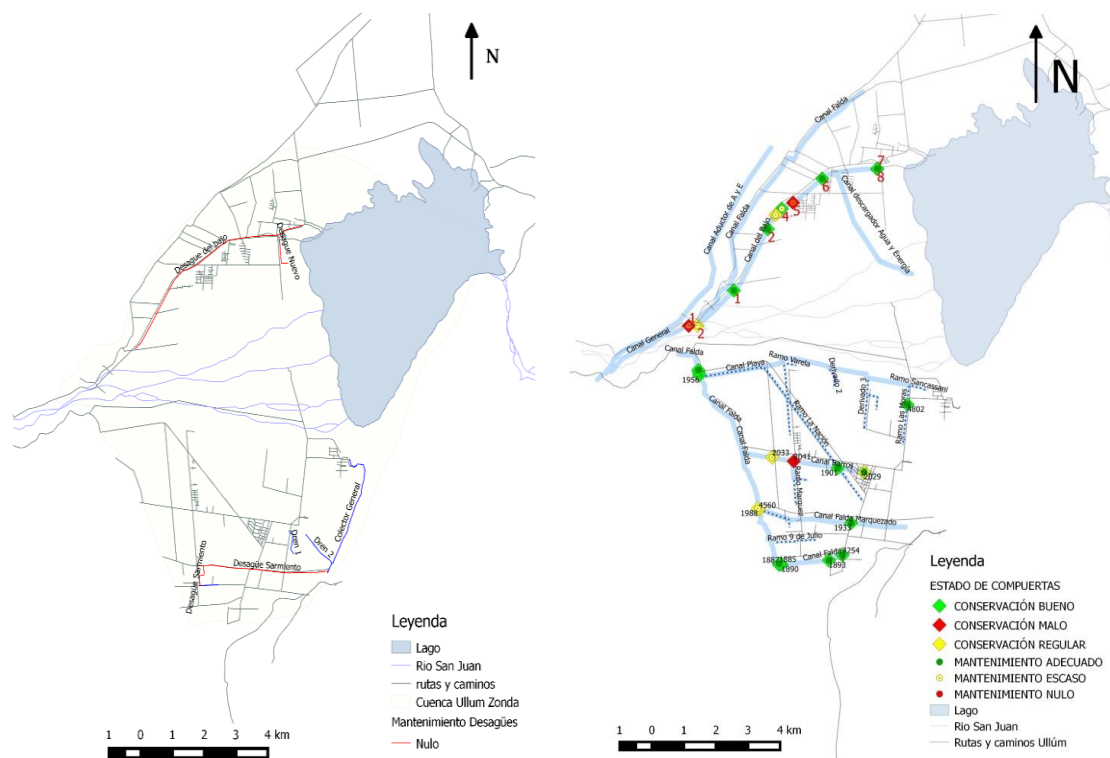 N
Desague del bajo
Desague Nuevo
Colector General
Dren 1
Dren 2
Desagüe Sarmiento
Desagüe Sarmiento
Leyenda
Lago
Rio San Juan
rutas y caminos
Cuenca Ullum Zonda
Mantenimiento Desagües
Nulo
1 0 1 2 3 4 km
N
Canal Falda
Canal Aductor de A y E
Canal Falda
Canal del Bajo
Canal descargador Agua y Energía
7
8
6
5
4
2
1
1
2
Canal General
Canal Falda
Canal Playa
Ramo Varela
Derivado 2
Derivado 3
Ramo Sancassani
1956
Ramo Las Moras
4802
Canal Falda
Canal Falda
Ramo La Nación
2033
2041
Canal Barros
1901
2029
Ramo Marquez
4560
1988
Canal Falda Marquezado
1933
Ramo 9 de Julio
1887
1885
1890
Canal Falda
1893
1254
Leyenda
ESTADO DE COMPUERTAS
CONSERVACIÓN BUENO
CONSERVACIÓN MALO
CONSERVACIÓN REGULAR
MANTENIMIENTO ADECUADO
MANTENIMIENTO ESCASO
MANTENIMIENTO NULO
Lago
Rio San Juan
Rutas y caminos Ullúm
1 0 1 2 3 4 km